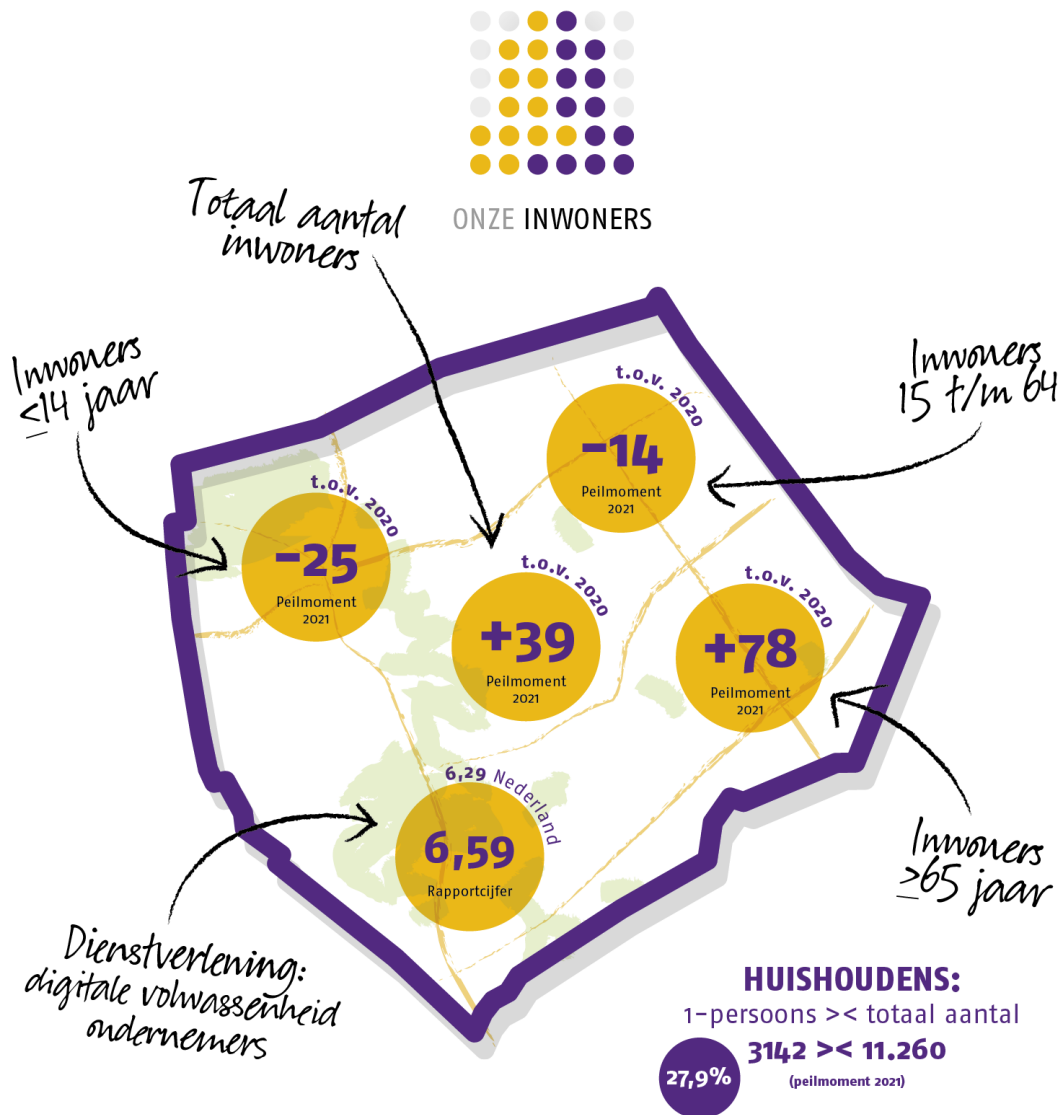 ONZE INWONERS
Totaal aantal
inwoners
Inwoners
≤14 jaar
Inwoners
15 t/m 64
t.o.v. 2020
-14
Peilmoment
2021
t.o.v. 2020
-25
Peilmoment
2021
t.o.v. 2020
+39
Peilmoment
2021
t.o.v. 2020
+78
Peilmoment
2021
6,29 Nederland
6,59
Rapportcijfer
Inwoners
≥65 jaar
Dienstverlening:
digitale volwassenheid
ondernemers
HUISHOUDENS:
1-persoons >< totaal aantal
3142 >< 11.260
27,9%
(peilmoment 2021)